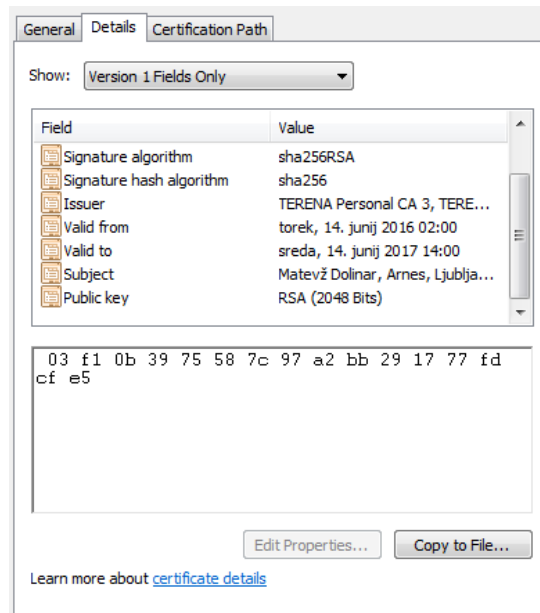 General Details Certification Path
Show: Version 1 Fields Only
Field Value
Signature algorithm sha256RSA
Signature hash algorithm sha256
Issuer TERENA Personal CA 3, TERE...
Valid from torek, 14. junij 2016 02:00
Valid to sreda, 14. junij 2017 14:00
Subject Matevž Dolinar, Arnes, Ljublja...
Public key RSA (2048 Bits)
03 f1 0b 39 75 58 7c 97 a2 bb 29 17 77 fd
cf e5
Edit Properties... Copy to File...
Learn more about certificate details